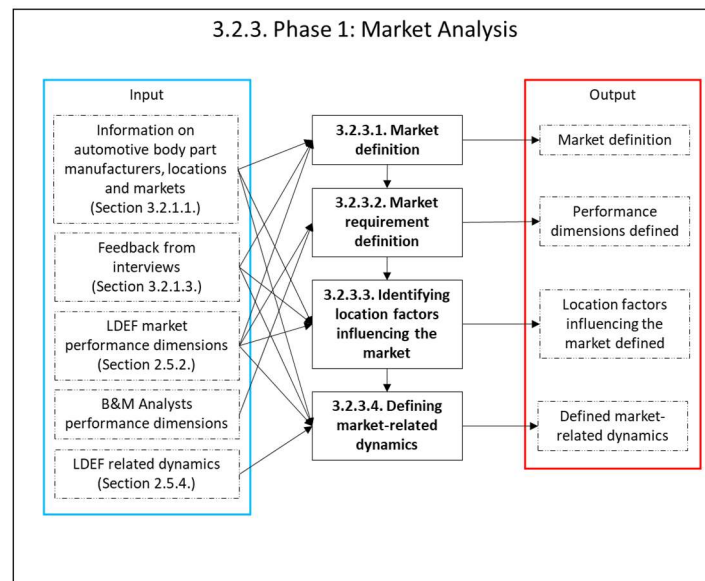 3.2.3. Phase 1: Market Analysis
Input
Information on
automotive body part
manufacturers, locations
and markets
(Section 3.2.1.1.)
Feedback from
interviews
(Section 3.2.1.3.)
LDEF market
performance dimensions
(Section 2.5.2.)
B&M Analysts
performance dimensions
LDEF related dynamics
(Section 2.5.4.)
3.2.3.1. Market
definition
3.2.3.2. Market
requirement
definition
3.2.3.3. Identifying
location factors
influencing the
market
3.2.3.4. Defining
market-related
dynamics
Output
Market definition
Performance
dimensions defined
Location factors
influencing the
market defined
Defined market-
related dynamics